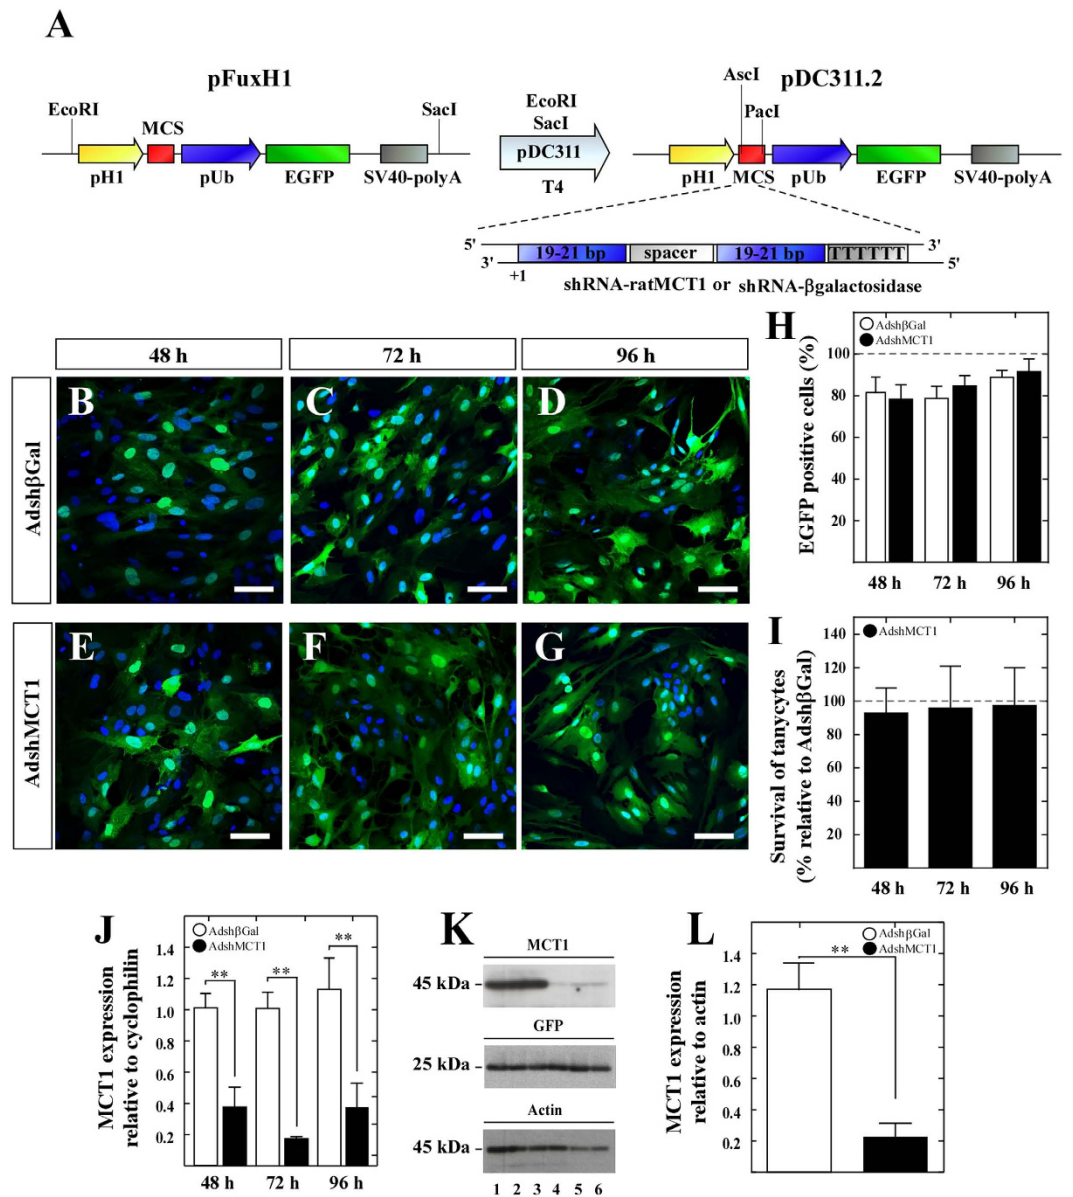 A
pFuxH1
EcoRI
SacI
MCS
pH1
pUb
EGFP
SV40-polyA
EcoRI
SacI
pDC311
T4
pDC311.2
AscI
PacI
pH1
MCS
pUb
EGFP
SV40-polyA
5'
3'
19-21 bp
spacer
19-21 bp
TTTTTT
3'
5'
+1
shRNA-ratMCT1 or shRNA-βgalactosidase
48 h
72 h
96 h
AdshβGal
B
C
D
AdshMCT1
E
F
G
H
AdshβGal
AdshMCT1
EGFP positive cells (%)
100
80
60
40
20
48 h
72 h
96 h
I
AdshMCT1
Survival of tanycytes
(% relative to AdshβGal)
140
120
100
80
60
40
20
48 h
72 h
96 h
J
AdshβGal
AdshMCT1
MCT1 expression
relative to cyclophilin
1.4
1.2
1.0
0.8
0.6
0.4
0.2
**
**
**
48 h
72 h
96 h
K
MCT1
45 kDa
GFP
25 kDa
Actin
45 kDa
1 2 3 4 5 6
L
AdshβGal
AdshMCT1
MCT1 expression
relative to actin
1.4
1.2
1.0
0.8
0.6
0.4
0.2
**